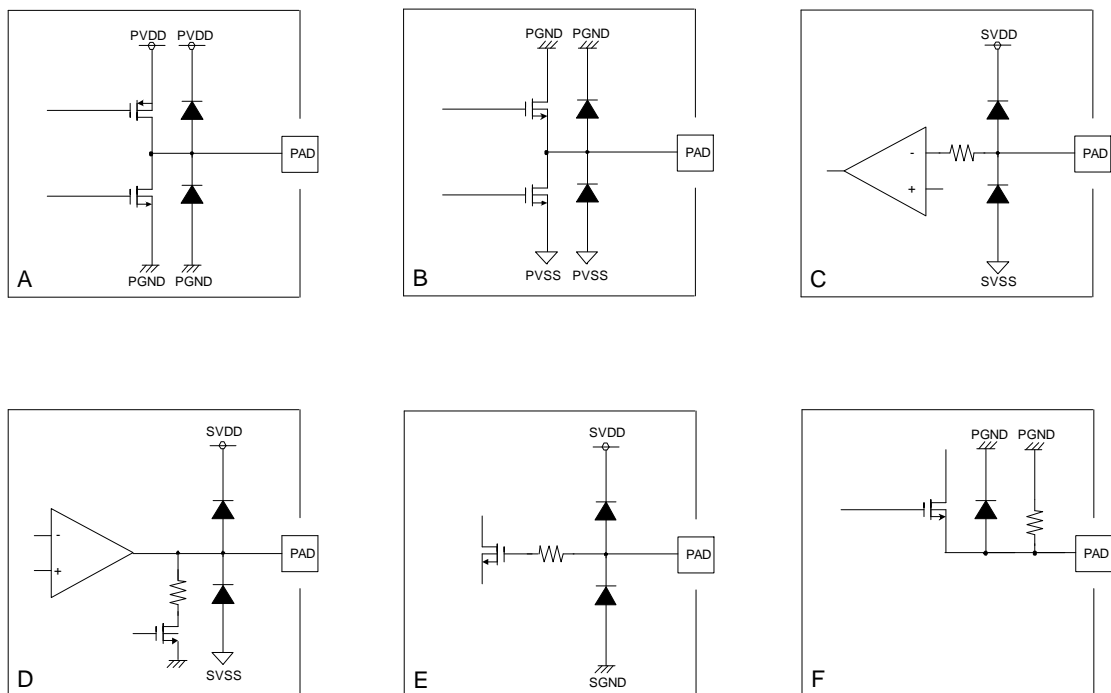 PVDD PVDD
PAD
PGND PGND
A
PGND PGND
PAD
PVSS PVSS
B
SVDD
-
+
PAD
SVSS
C
SVDD
-
+
PAD
SVSS
D
SVDD
PAD
SGND
E
PGND PGND
PAD
F